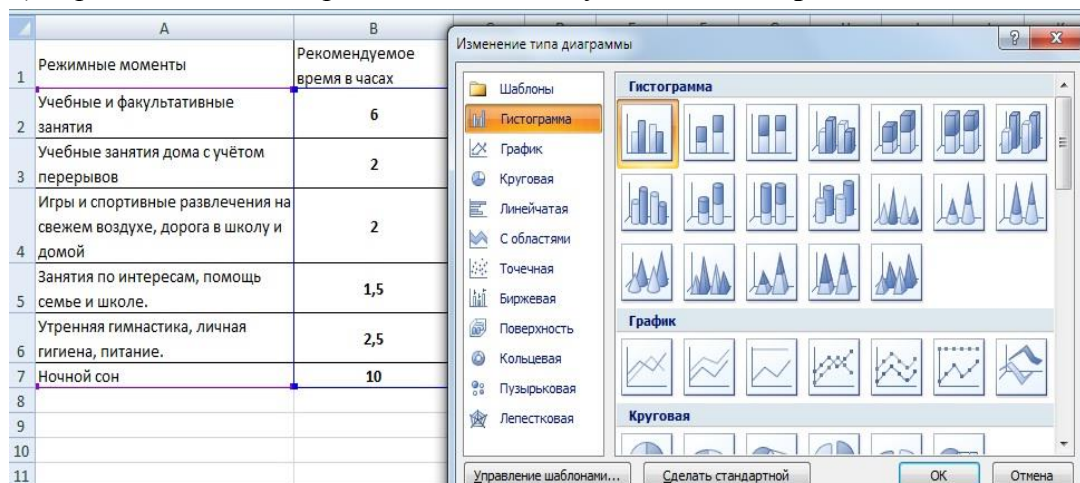 A
B
1
Режимные моменты
Рекомендуемое
время в часах
2
Учебные и факультативные
занятия
6
3
Учебные занятия дома с учётом
перерывов
2
4
Игры и спортивные развлечения на
свежем воздухе, дорога в школу и
домой
2
5
Занятия по интересам, помощь
семье и школе.
1,5
6
Утренняя гимнастика, личная
гигиена, питание.
2,5
7
Ночной сон
10
8
9
10
11
Изменение типа диаграммы
Шаблоны
Гистограмма
График
Круговая
Линейчатая
С областями
Точечная
Биржевая
Поверхность
Кольцевая
Пузырьковая
Лепестковая
Гистограмма
График
Круговая
Управление шаблонами...
Сделать стандартной
ОК
Отмена